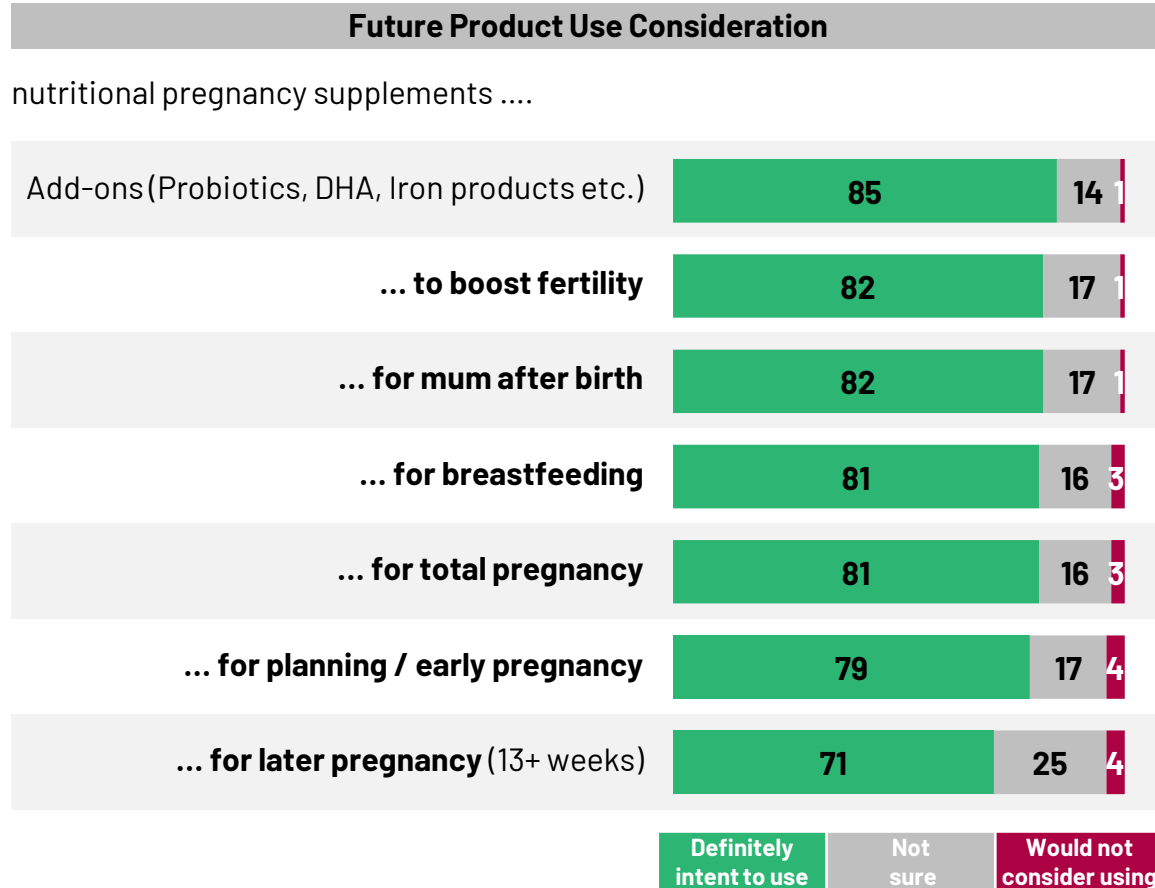 Future Product Use Consideration
nutritional pregnancy supplements ....
Add-ons (Probiotics, DHA, Iron products etc.) 85 14 1
... to boost fertility 82 17 1
... for mum after birth 82 17 1
... for breastfeeding 81 16 3
... for total pregnancy 81 16 3
... for planning / early pregnancy 79 17 4
... for later pregnancy (13+ weeks) 71 25 4
Definitely Not Would not
intent to use sure consider using